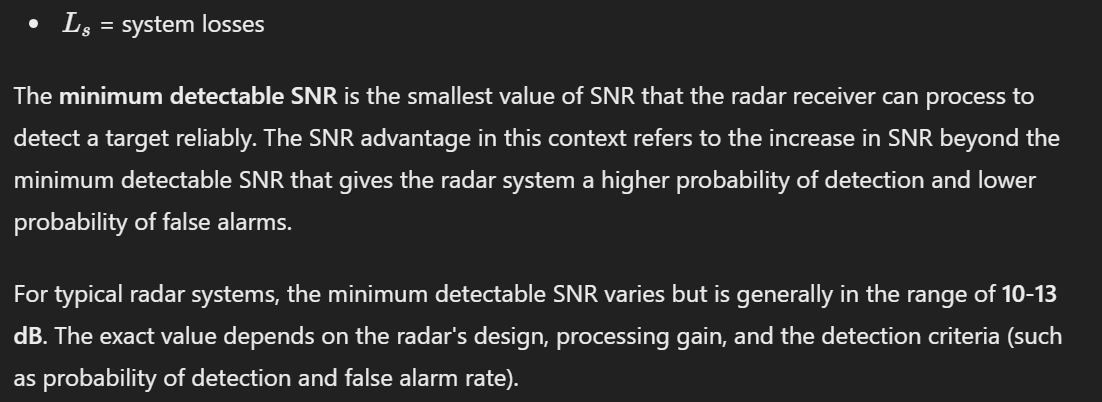 • Lₛ = system losses
The minimum detectable SNR is the smallest value of SNR that the radar receiver can process to
detect a target reliably. The SNR advantage in this context refers to the increase in SNR beyond the
minimum detectable SNR that gives the radar system a higher probability of detection and lower
probability of false alarms.
For typical radar systems, the minimum detectable SNR varies but is generally in the range of 10-13
dB. The exact value depends on the radar's design, processing gain, and the detection criteria (such
as probability of detection and false alarm rate).